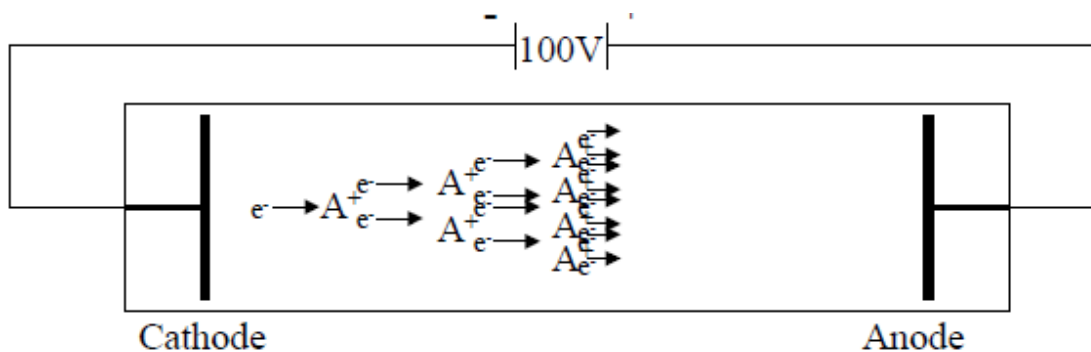 - +
100V
e- e- e- e-
e- A+ e- A+ e- A e-
e- A+ e- A e-
e- e- A e-
e- A e-
Cathode Anode